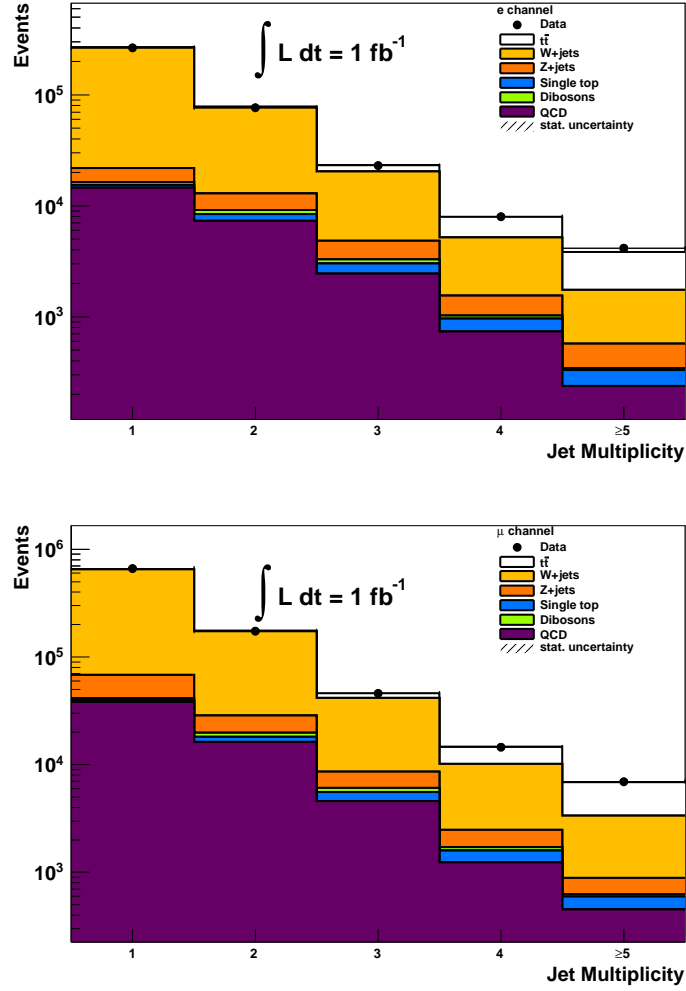 Events
e channel
Data
tt̄
W+jets
Z+jets
Single top
Dibosons
QCD
stat. uncertainty
∫ L dt = 1 fb⁻¹
10⁵
10⁴
10³
1 2 3 4 ≥5
Jet Multiplicity
Events
μ channel
Data
tt̄
W+jets
Z+jets
Single top
Dibosons
QCD
stat. uncertainty
∫ L dt = 1 fb⁻¹
10⁶
10⁵
10⁴
10³
1 2 3 4 ≥5
Jet Multiplicity